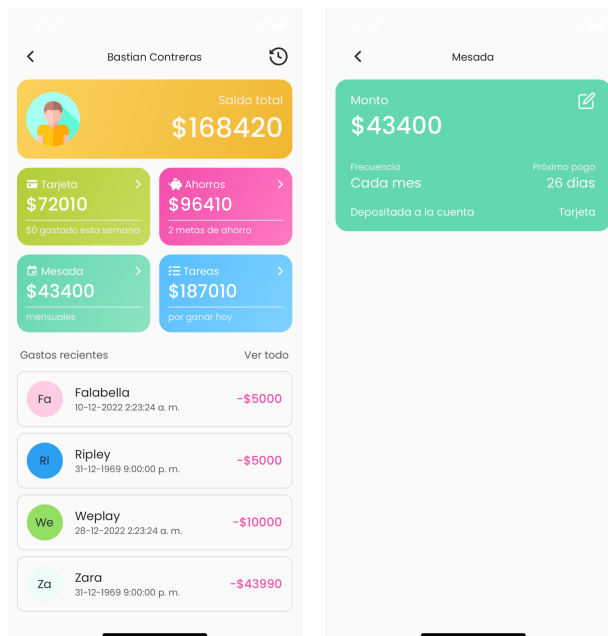 Bastian Contreras
Saldo total
$168420
Tarjeta
$72010
$0 gastado esta semana
Ahorros
$96410
2 metas de ahorro
Mesada
$43400
mensuales
Tareas
$187010
por ganar hoy
Gastos recientes
Ver todo
Fa
Falabella
10-12-2022 2:23:24 a. m.
-$5000
Ri
Ripley
31-12-1969 9:00:00 p. m.
-$5000
We
Weplay
28-12-2022 2:23:24 a. m.
-$10000
Za
Zara
31-12-1969 9:00:00 p. m.
-$43990
Mesada
Monto
$43400
Frecuencia
Próximo pago
Cada mes
26 dias
Depositada a la cuenta
Tarjeta